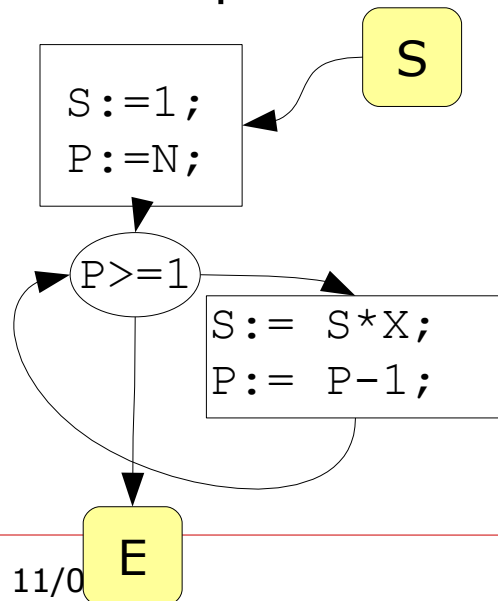 S
S:=1;
P:=N;
P>=1
S:= S*X;
P:= P-1;
E
11/0